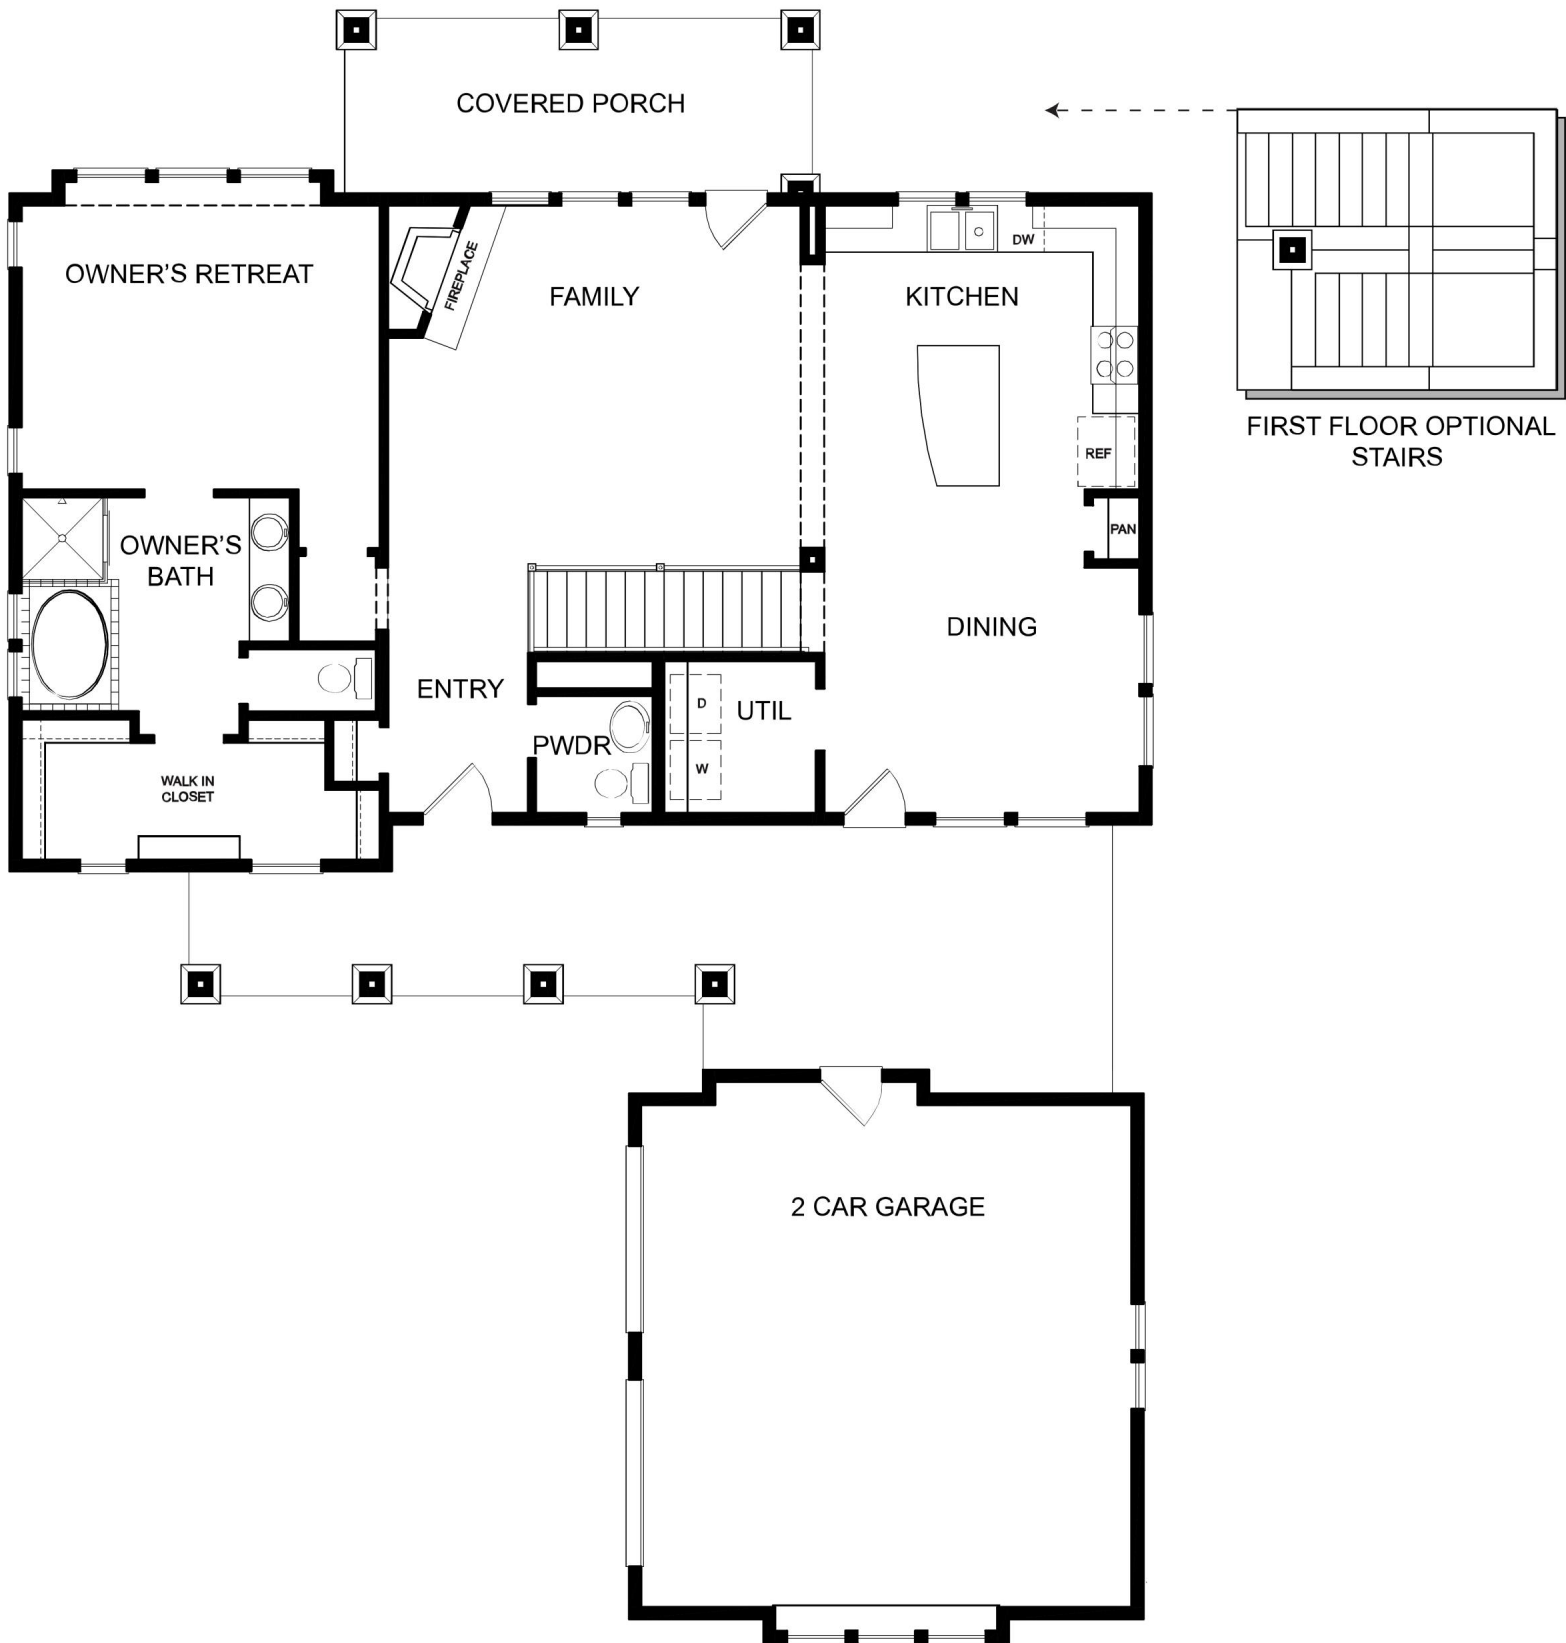 COVERED PORCH
OWNER'S RETREAT
FIREPLACE
FAMILY
DW
KITCHEN
REF
PAN
FIRST FLOOR OPTIONAL
STAIRS
OWNER'S
BATH
DINING
ENTRY
PWDR
D
W
UTIL
WALK IN
CLOSET
2 CAR GARAGE